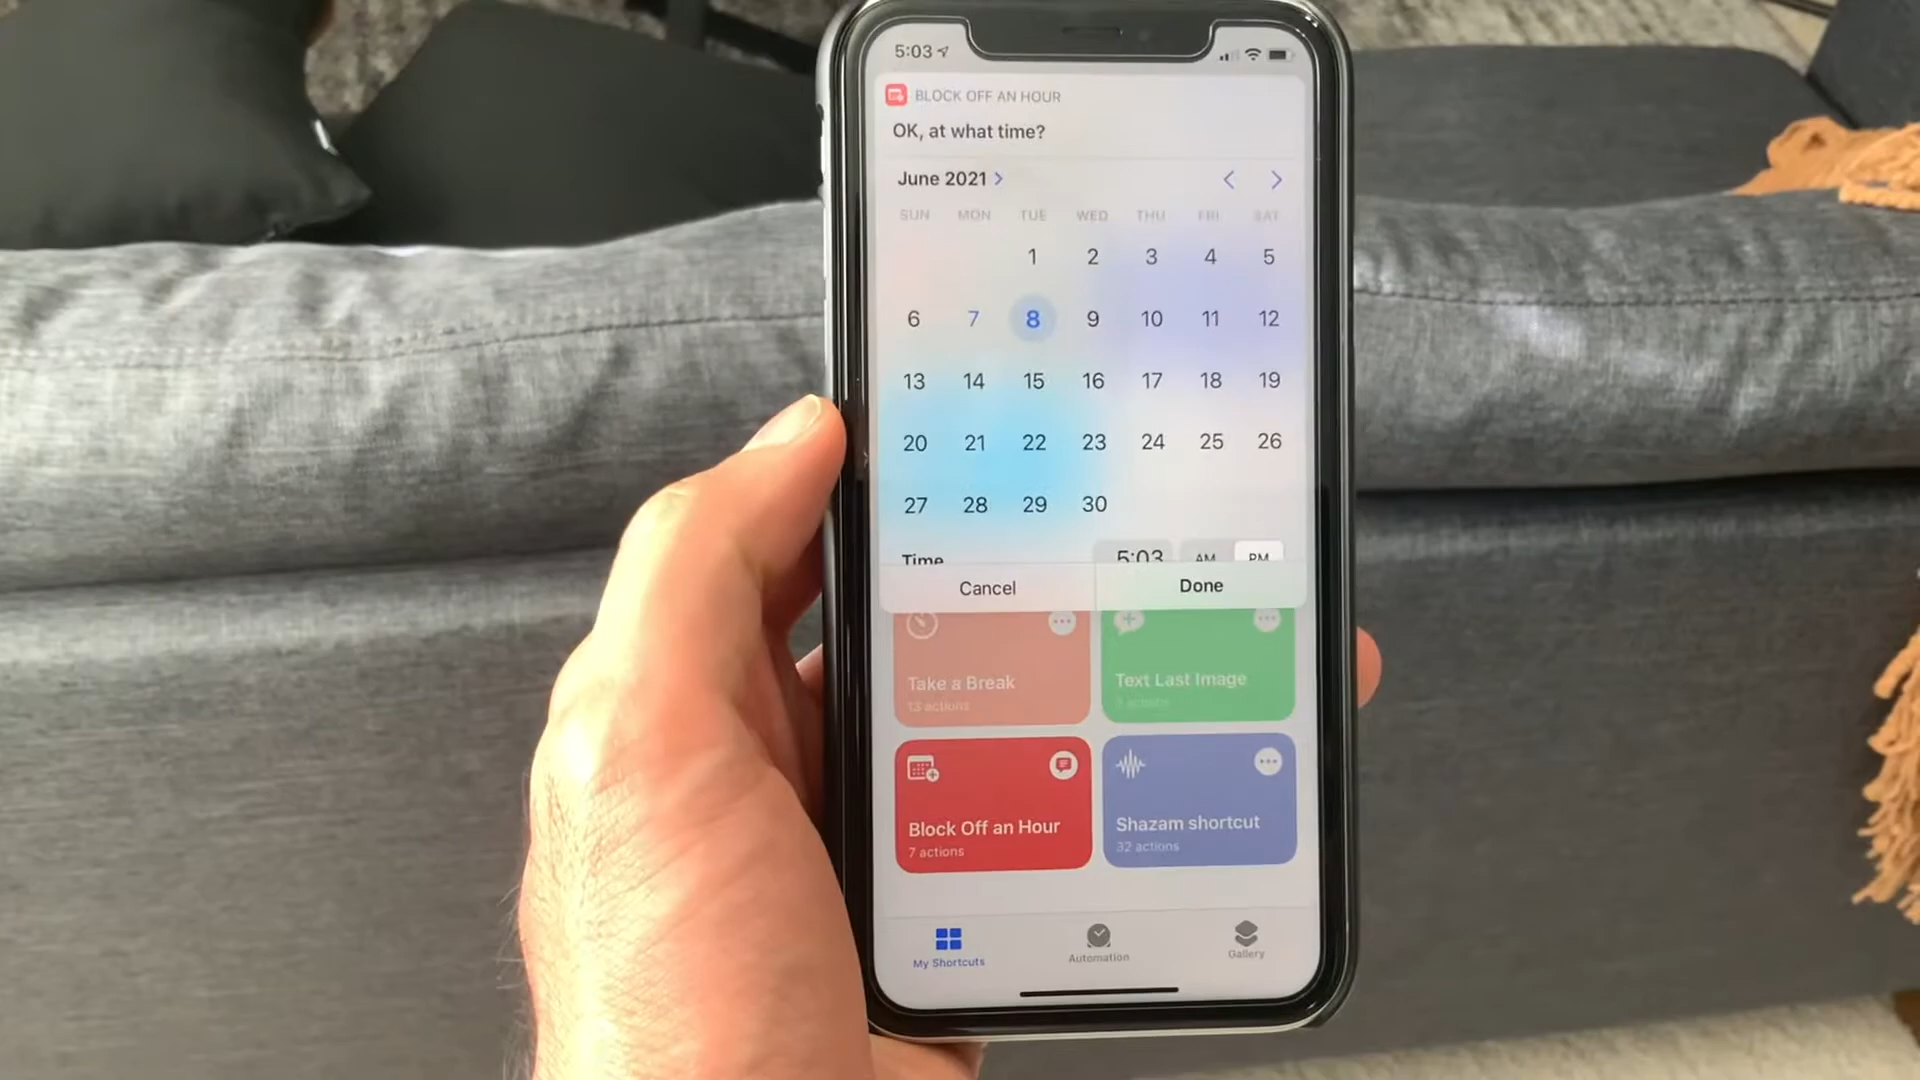 5:03
BLOCK OFF AN HOUR
OK, at what time?
June 2021
SUN MON TUE WED THU FRI SAT
1 2 3 4 5
6 7 8 9 10 11 12
13 14 15 16 17 18 19
20 21 22 23 24 25 26
27 28 29 30
Time 5:03 AM PM
Cancel Done
Take a Break Text Last Image
13 actions actions
Block Off an Hour Shazam shortcut
7 actions 32 actions
My Shortcuts Automation Gallery